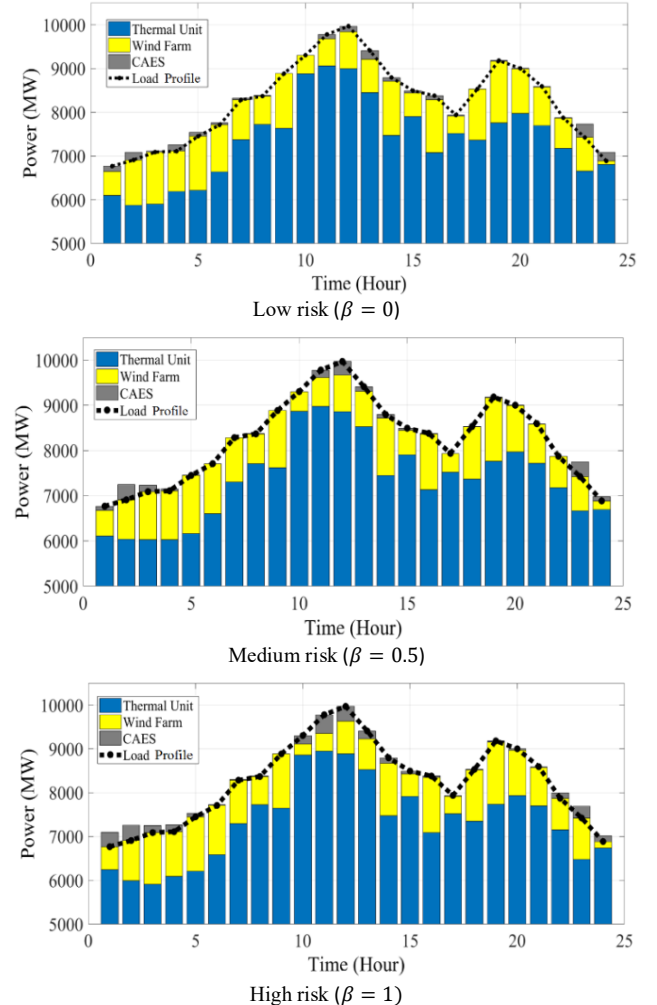 10000
9000
8000
7000
6000
5000
Power (MW)
Thermal Unit
Wind Farm
CAES
Load Profile
0 5 10 15 20 25
Time (Hour)
Low risk (β = 0)
10000
9000
8000
7000
6000
5000
Power (MW)
Thermal Unit
Wind Farm
CAES
Load Profile
0 5 10 15 20 25
Time (Hour)
Medium risk (β = 0.5)
10000
9000
8000
7000
6000
5000
Power (MW)
Thermal Unit
Wind Farm
CAES
Load Profile
0 5 10 15 20 25
Time (Hour)
High risk (β = 1)